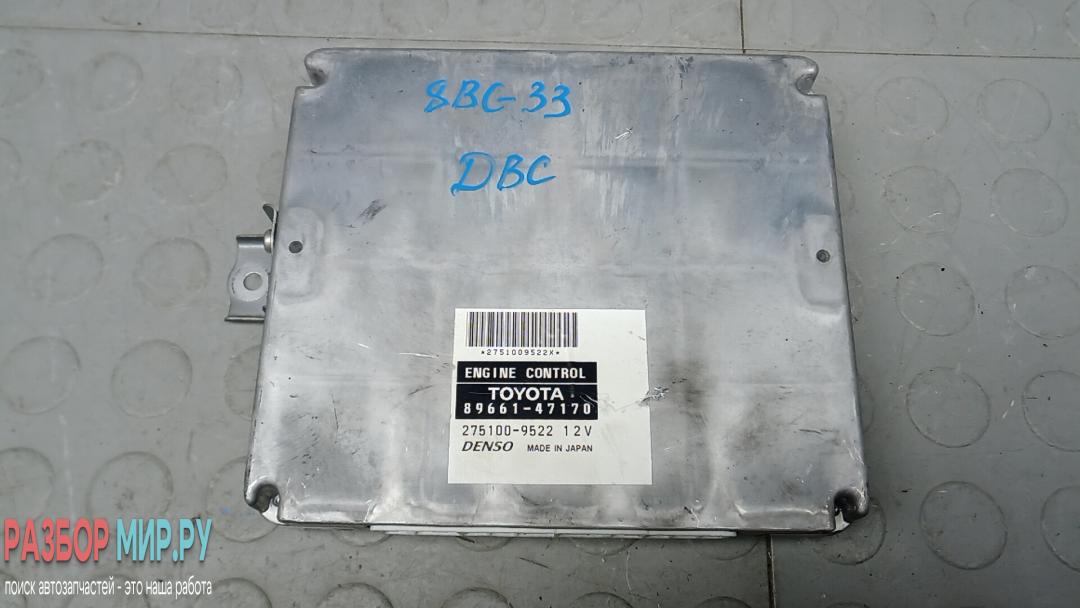 8BC-33
DBC
*2751009522X*
ENGINE CONTROL
TOYOTA
89661-47170
275100-9522 12V
DENSO MADE IN JAPAN
РАЗБОР МИР.РУ
поиск автозапчастей - это наша работа